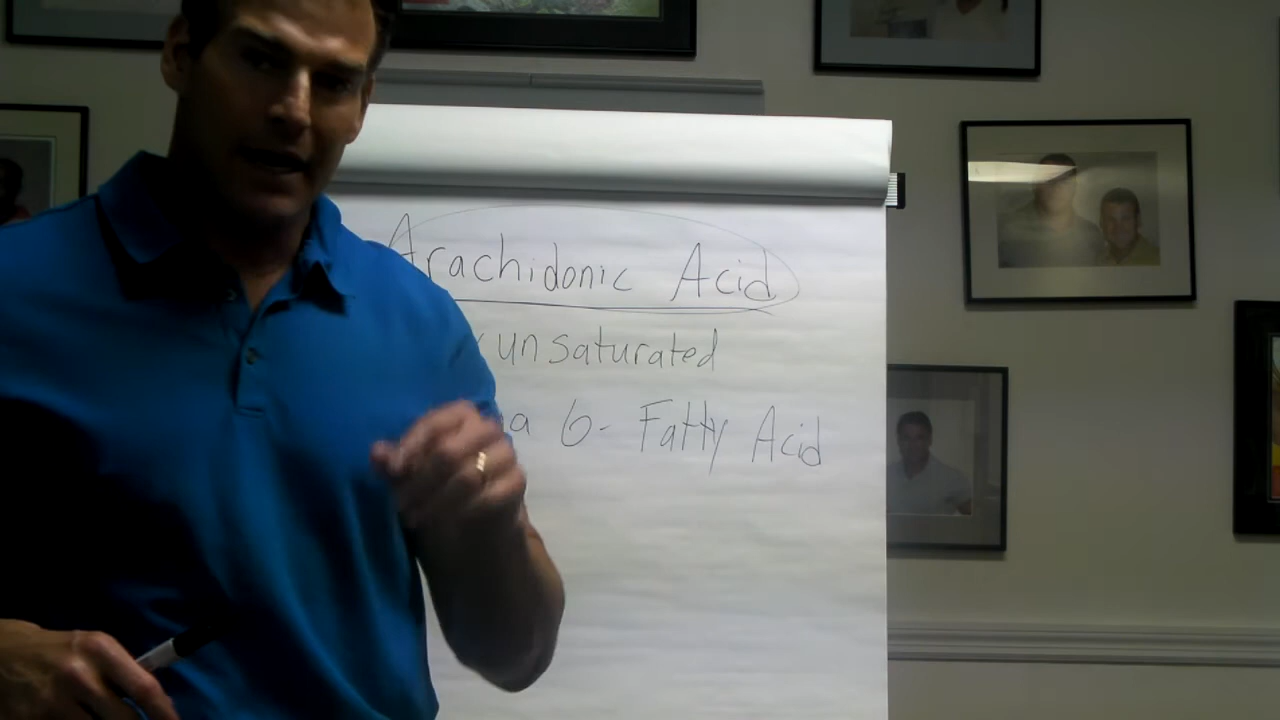 Arachidonic Acid
unsaturated
6- Fatty Acid